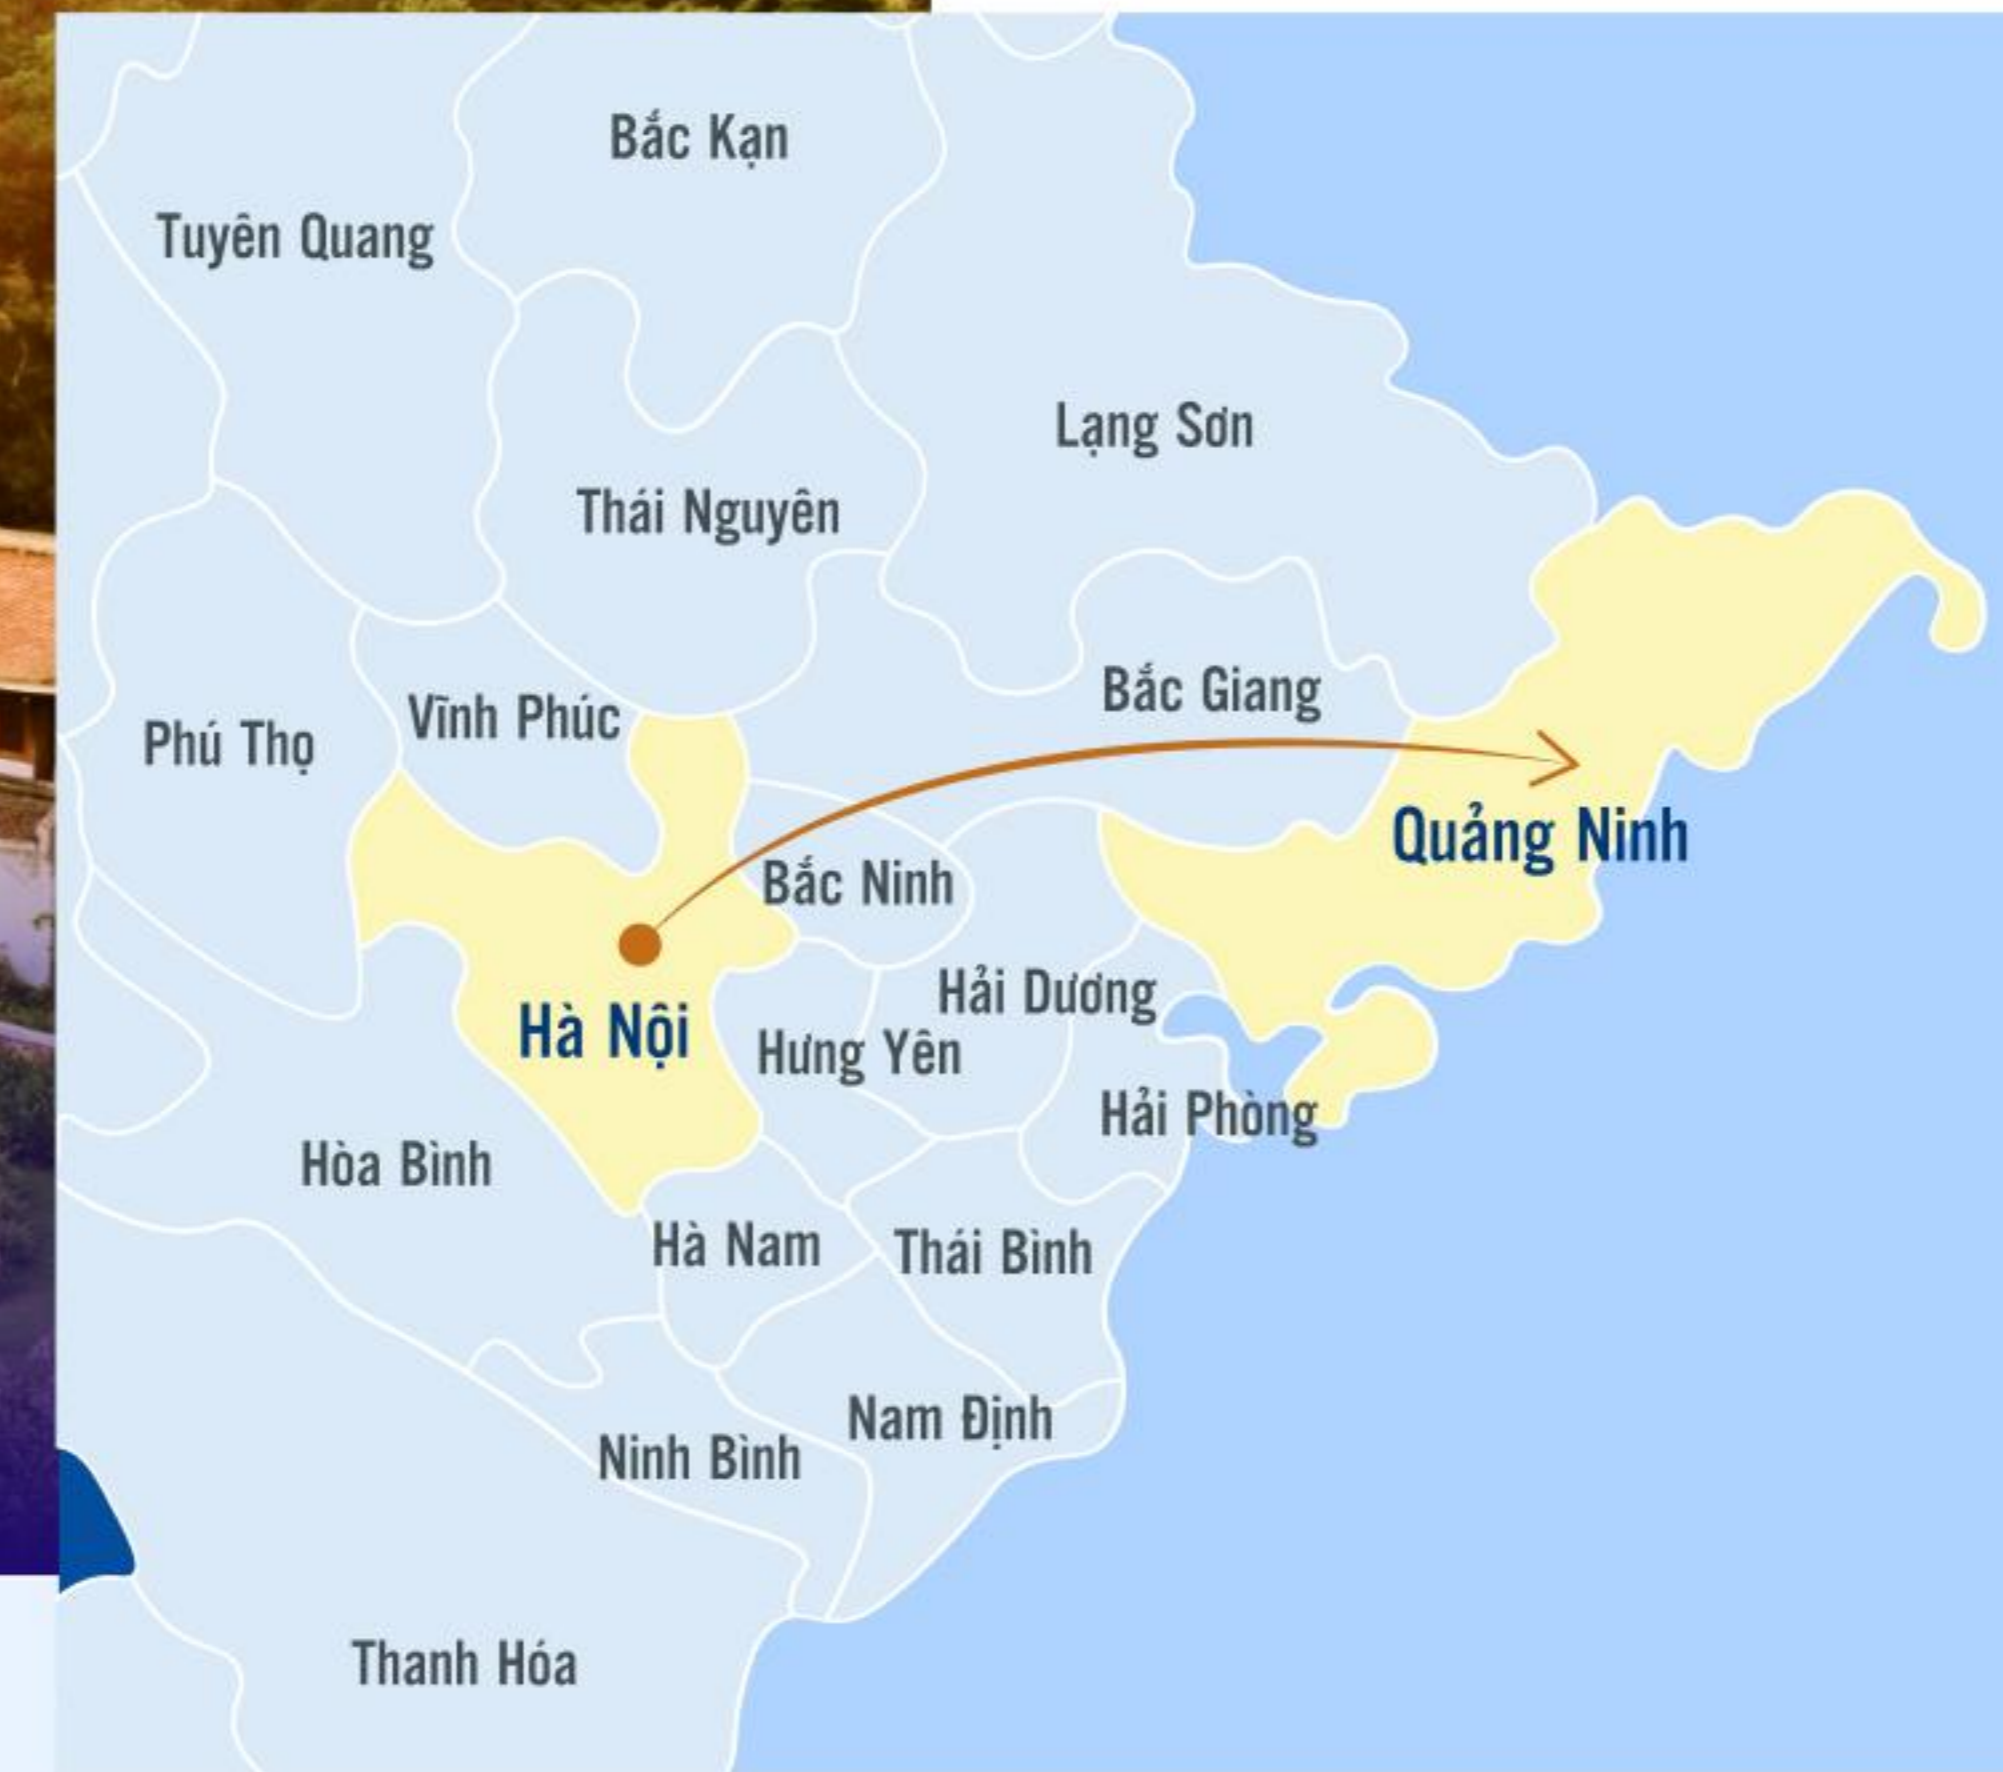 Bắc Kạn
Tuyên Quang
Lạng Sơn
Thái Nguyên
Bắc Giang
Vĩnh Phúc
Phú Thọ
Quảng Ninh
Bắc Ninh
Hải Dương
Hà Nội
Hưng Yên
Hải Phòng
Hòa Bình
Hà Nam
Thái Bình
Nam Định
Ninh Bình
Thanh Hóa